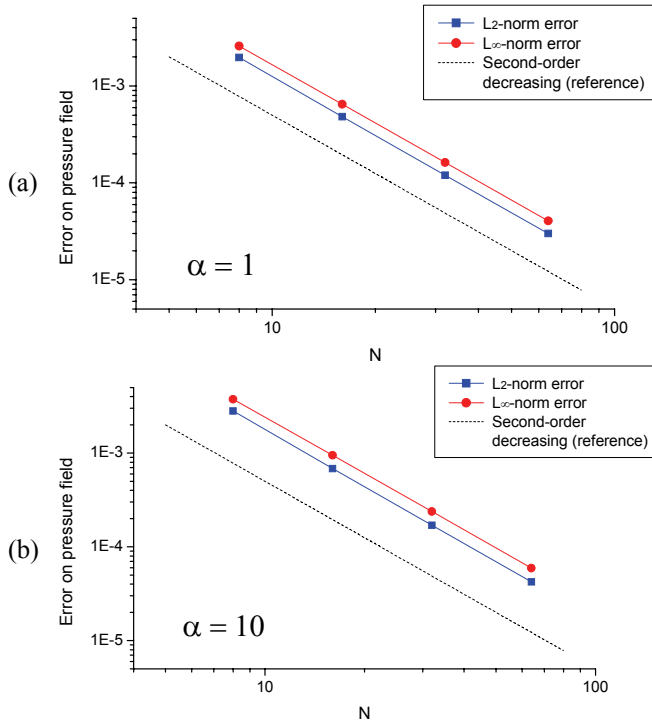 (a)
Error on pressure field
1E-3
1E-4
1E-5
10
100
N
α = 1
L2-norm error
L∞-norm error
Second-order
decreasing (reference)
(b)
Error on pressure field
1E-3
1E-4
1E-5
10
100
N
α = 10
L2-norm error
L∞-norm error
Second-order
decreasing (reference)